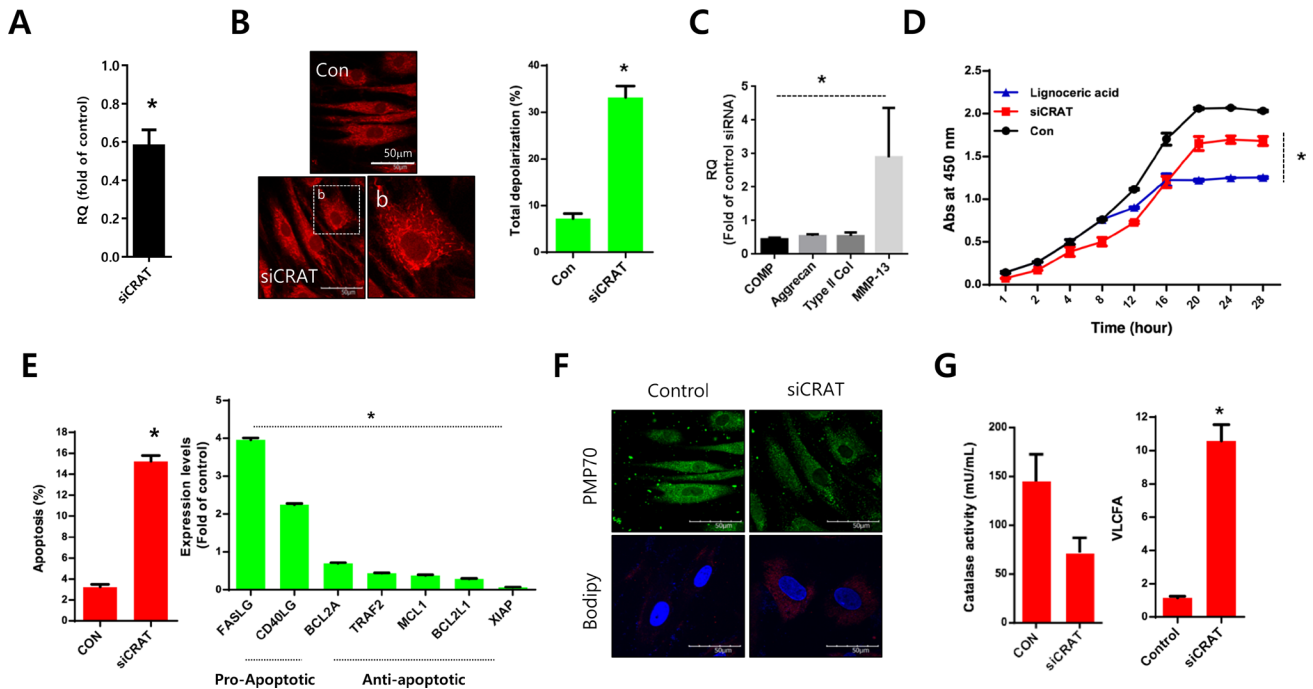 A
RQ (fold of control)
1.0
0.8
0.6
0.4
0.2
0.0
*
siCRAT
B
Con
50μm
50μm
b
siCRAT
50μm
b
Total depolarization (%)
40
30
20
10
0
*
Con
siCRAT
C
RQ
(Fold of control siRNA)
6
4
2
0
*
COMP
Aggrecan
Type II Col
MMP-13
D
Abs at 450 nm
2.5
2.0
1.5
1.0
0.5
0.0
Lignoceric acid
siCRAT
Con
*
1
2
4
8
12
16
20
24
28
Time (hour)
E
Apoptosis (%)
18
16
14
12
10
8
6
4
2
0
*
CON
siCRAT
Expression levels
(Fold of control)
5
4
3
2
1
0
*
FASLG
CD40LG
BCL2A
TRAF2
MCL1
BCL2L1
XIAP
Pro-Apoptotic
Anti-apoptotic
F
Control
siCRAT
PMP70
50μm
50μm
Bodipy
50μm
50μm
G
Catalase activity (mU/mL)
200
150
100
50
0
CON
siCRAT
VLCFA
12
10
8
6
4
2
0
*
Control
siCRAT